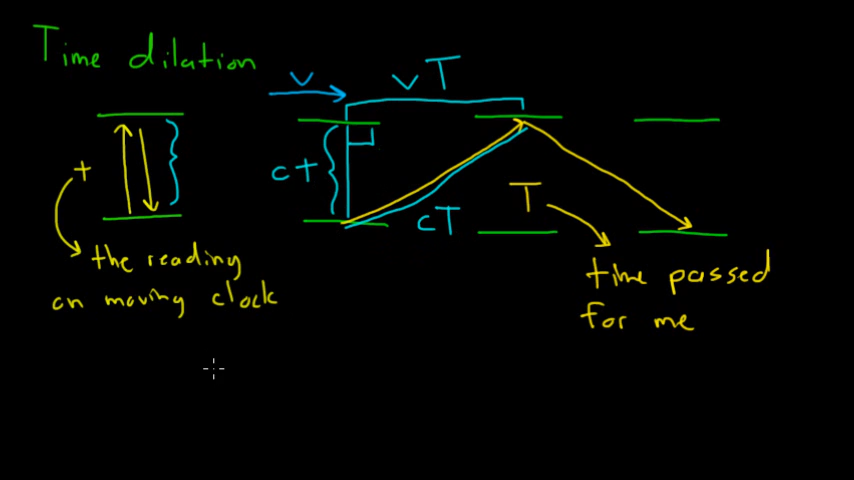 Time dilation
v
vT
ct
t
cT
T
the reading
on moving clock
time passed
for me